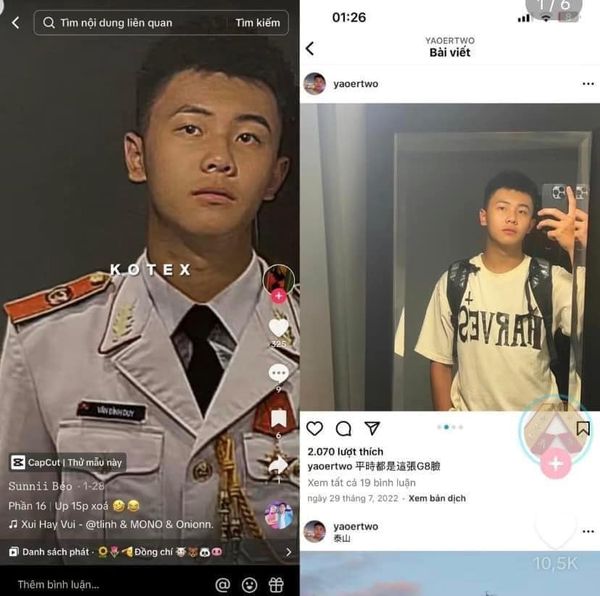 Tìm nội dung liên quan
Tìm kiếm
KOTEX
VĂN ĐÌNH DUY
325
9
6
1
CapCut | Thử mẫu này
Sunnii Béo · 1-28
Phần 16 | Up 15p xoá 🤣😂
♫ Xui Hay Vui - @tlinh & MONO & Onionn.
Danh sách phát · 🌻🌷 Đồng chí
Thêm bình luận...
01:26
1 / 6
YAOERTWO
Bài viết
yaoertwo
HARVES
2.070 lượt thích
yaoertwo 平時都是這張G8臉
Xem tất cả 19 bình luận
ngày 29 tháng 7, 2022 · Xem bản dịch
yaoertwo
泰山
10,5K